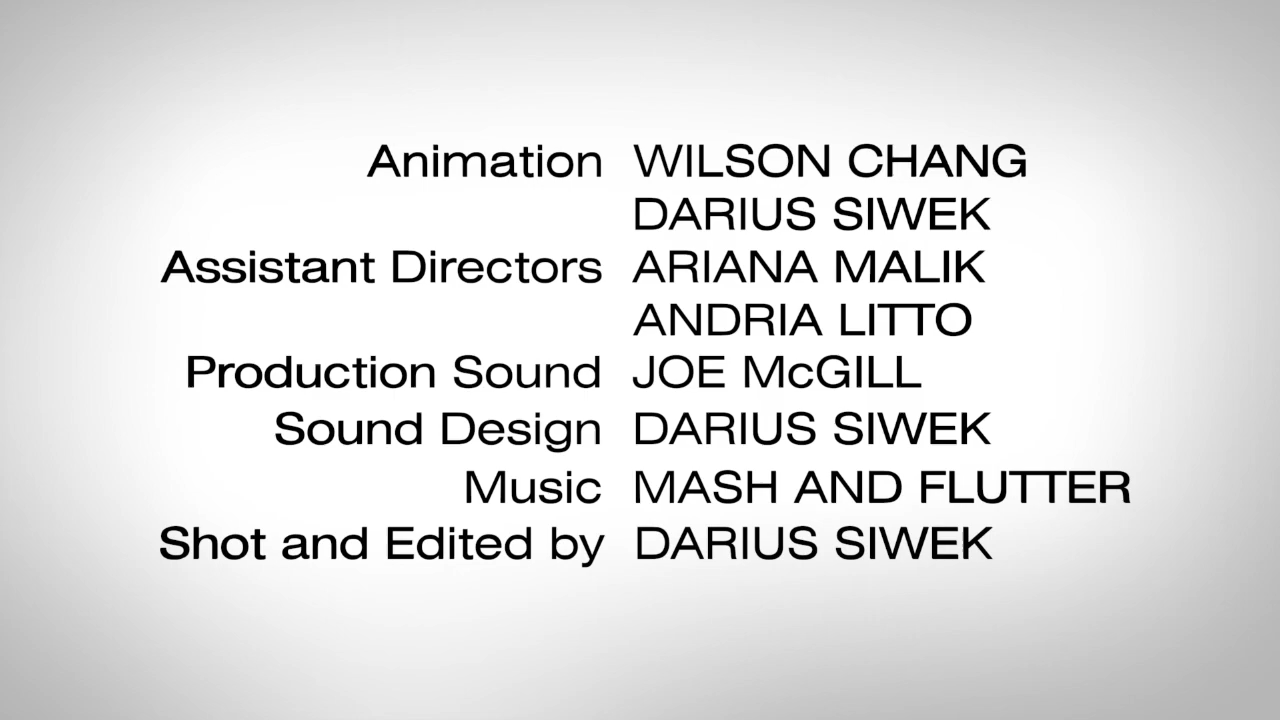 Animation WILSON CHANG
DARIUS SIWEK
Assistant Directors ARIANA MALIK
ANDRIA LITTO
Production Sound JOE McGILL
Sound Design DARIUS SIWEK
Music MASH AND FLUTTER
Shot and Edited by DARIUS SIWEK